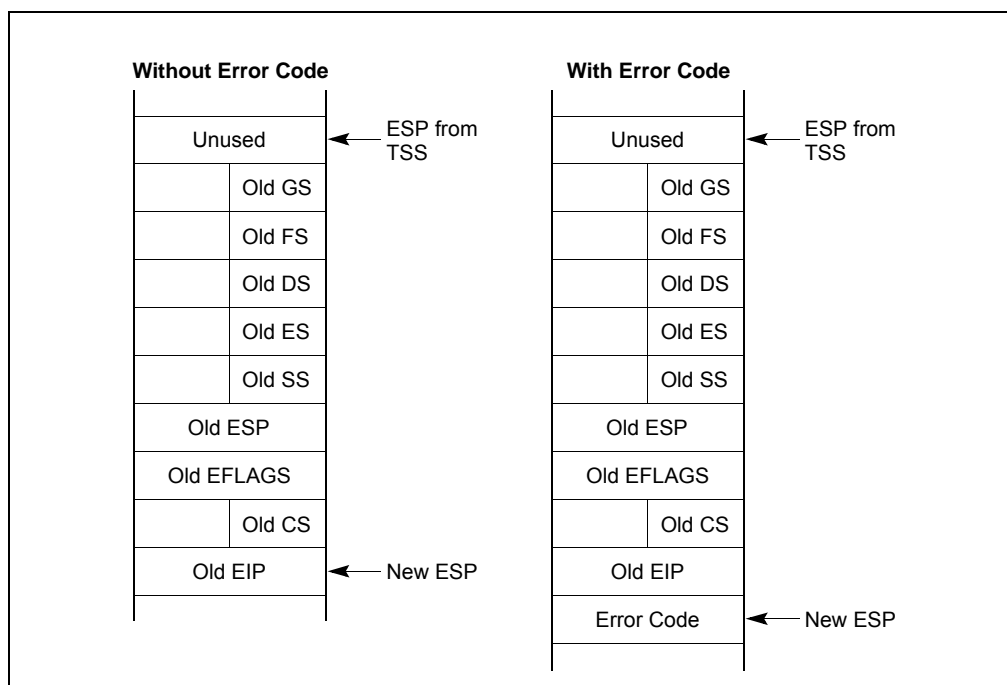 Without Error Code
Unused
ESP from
TSS
Old GS
Old FS
Old DS
Old ES
Old SS
Old ESP
Old EFLAGS
Old CS
Old EIP
New ESP
With Error Code
Unused
ESP from
TSS
Old GS
Old FS
Old DS
Old ES
Old SS
Old ESP
Old EFLAGS
Old CS
Old EIP
Error Code
New ESP